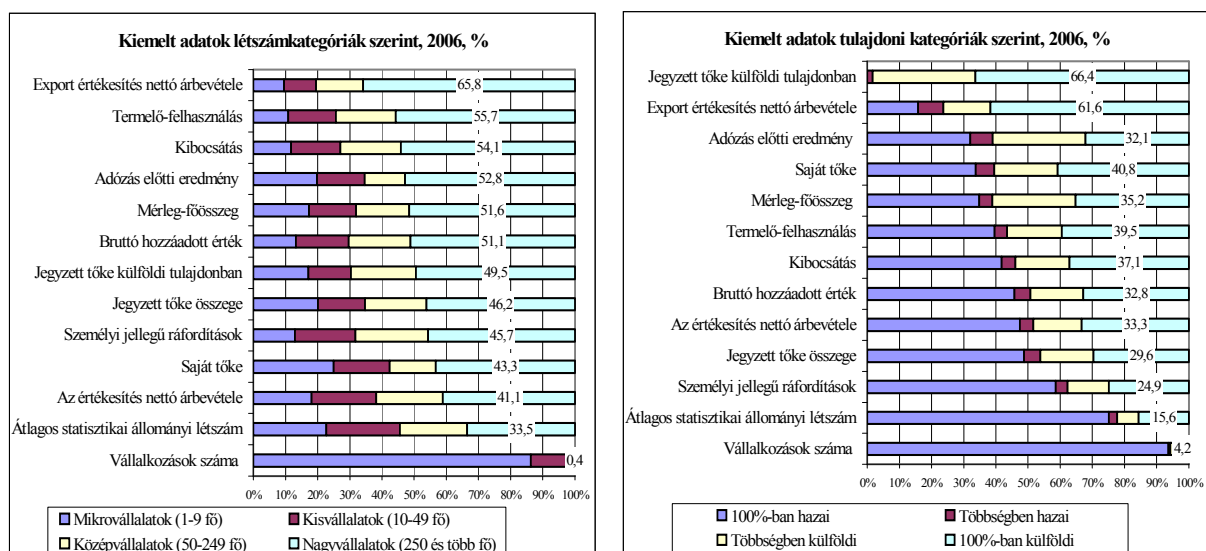 Kiemelt adatok létszámkategóriák szerint, 2006, %
Export értékesítés nettó árbevétele
65,8
Termelő-felhasználás
55,7
Kibocsátás
54,1
Adózás előtti eredmény
52,8
Mérleg-főösszeg
51,6
Bruttó hozzáadott érték
51,1
Jegyzett tőke külföldi tulajdonban
49,5
Jegyzett tőke összege
46,2
Személyi jellegű ráfordítások
45,7
Saját tőke
43,3
Az értékesítés nettó árbevétele
41,1
Átlagos statisztikai állományi létszám
33,5
Vállalkozások száma
0,4
0% 10% 20% 30% 40% 50% 60% 70% 80% 90% 100%
Mikrovállalatok (1-9 fő) Kisvállalatok (10-49 fő)
Középvállalatok (50-249 fő) Nagyvállalatok (250 és több fő)
Kiemelt adatok tulajdoni kategóriák szerint, 2006, %
Jegyzett tőke külföldi tulajdonban
66,4
Export értékesítés nettó árbevétele
61,6
Adózás előtti eredmény
32,1
Saját tőke
40,8
Mérleg-főösszeg
35,2
Termelő-felhasználás
39,5
Kibocsátás
37,1
Bruttó hozzáadott érték
32,8
Az értékesítés nettó árbevétele
33,3
Jegyzett tőke összege
29,6
Személyi jellegű ráfordítások
24,9
Átlagos statisztikai állományi létszám
15,6
Vállalkozások száma
4,2
0% 10% 20% 30% 40% 50% 60% 70% 80% 90% 100%
100%-ban hazai Többségben hazai
Többségben külföldi 100%-ban külföldi